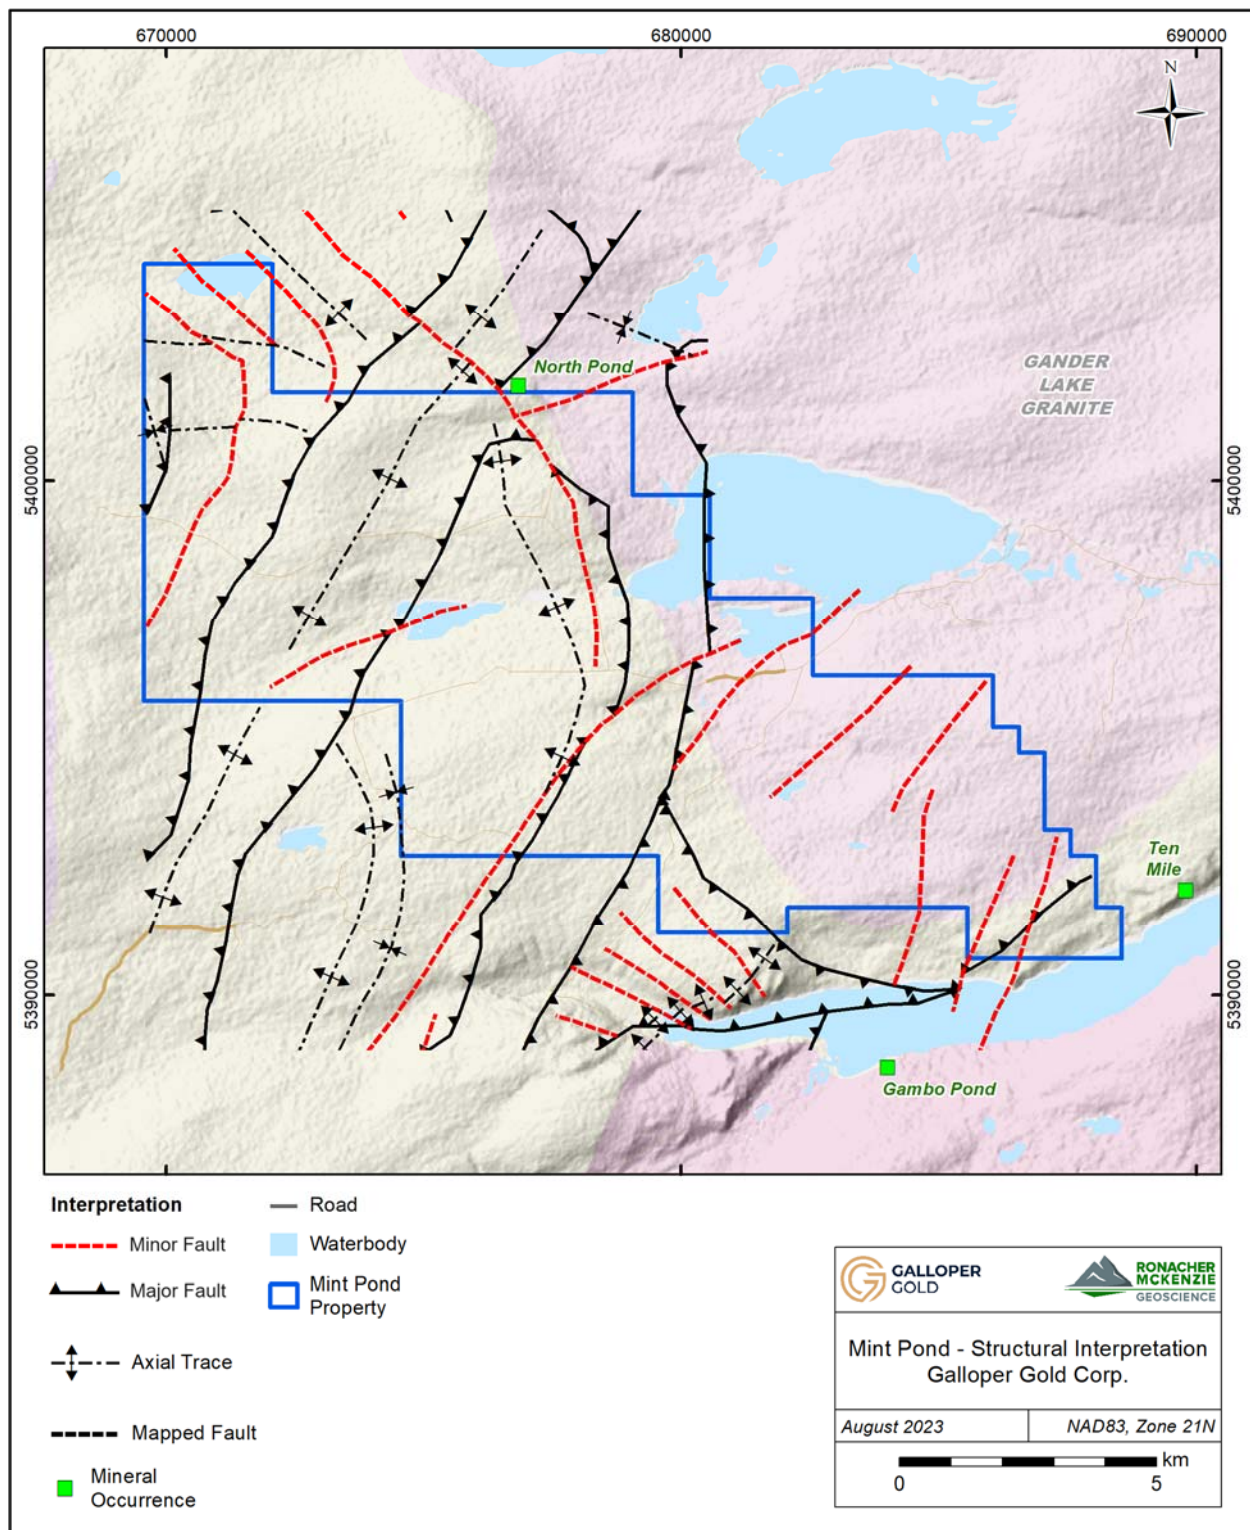 670000
680000
690000
N
North Pond
GANDER
LAKE
GRANITE
5400000
5400000
Ten
Mile
5390000
5390000
Gambo Pond
Interpretation
Minor Fault
Major Fault
Axial Trace
Mapped Fault
Mineral
Occurrence
Road
Waterbody
Mint Pond
Property
GALLOPER
GOLD
RONACHER
MCKENZIE
GEOSCIENCE
Mint Pond - Structural Interpretation
Galloper Gold Corp.
August 2023
NAD83, Zone 21N
km
0 5